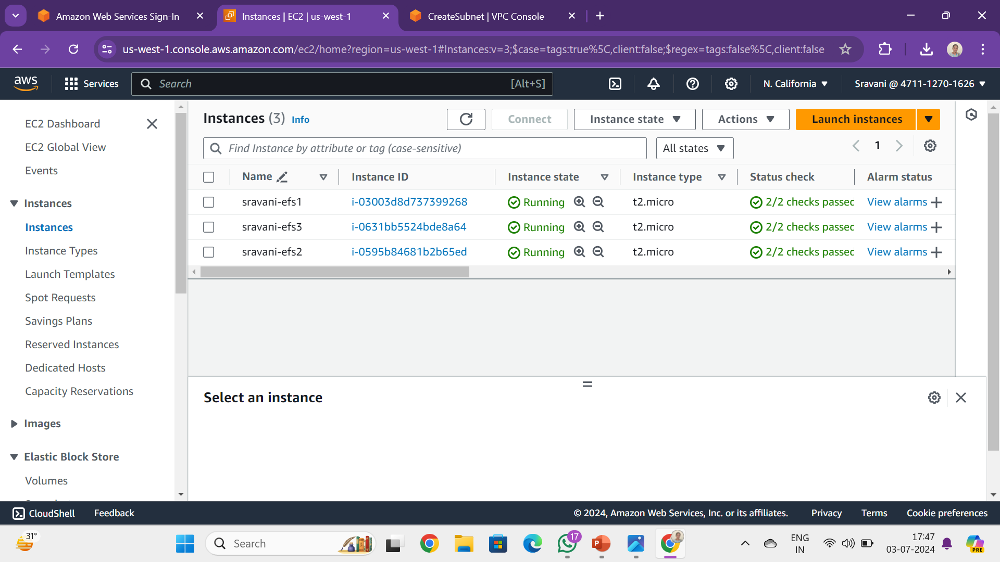 Amazon Web Services Sign-In
Instances | EC2 | us-west-1
CreateSubnet | VPC Console
us-west-1.console.aws.amazon.com/ec2/home?region=us-west-1#Instances:v=3;$case=tags:true%5C,client:false;$regex=tags:false%5C,client:false
aws
Services
Search
[Alt+S]
N. California
Sravani @ 4711-1270-1626
EC2 Dashboard
EC2 Global View
Events
Instances
Instances
Instance Types
Launch Templates
Spot Requests
Savings Plans
Reserved Instances
Dedicated Hosts
Capacity Reservations
Images
Elastic Block Store
Volumes
Instances (3) Info
Connect
Instance state
Actions
Launch instances
Find Instance by attribute or tag (case-sensitive)
All states
1
Name Instance ID Instance state Instance type Status check Alarm status
sravani-efs1 i-03003d8d737399268 Running t2.micro 2/2 checks passed View alarms
sravani-efs3 i-0631bb5524bde8a64 Running t2.micro 2/2 checks passed View alarms
sravani-efs2 i-0595b84681b2b65ed Running t2.micro 2/2 checks passed View alarms
Select an instance
CloudShell
Feedback
© 2024, Amazon Web Services, Inc. or its affiliates.
Privacy
Terms
Cookie preferences
31°
Search
17
ENG
IN
17:47
03-07-2024
PRE